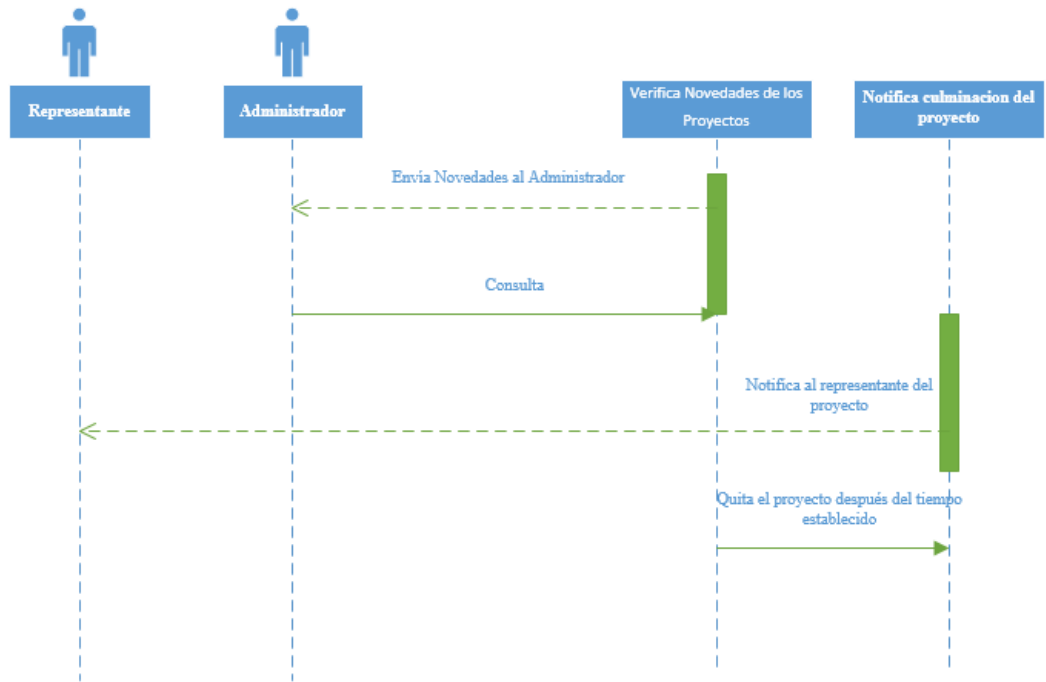 Representante
Administrador
Verifica Novedades de los
Proyectos
Notifica culminacion del
proyecto
Envía Novedades al Administrador
Consulta
Notifica al representante del
proyecto
Quita el proyecto después del tiempo
establecido